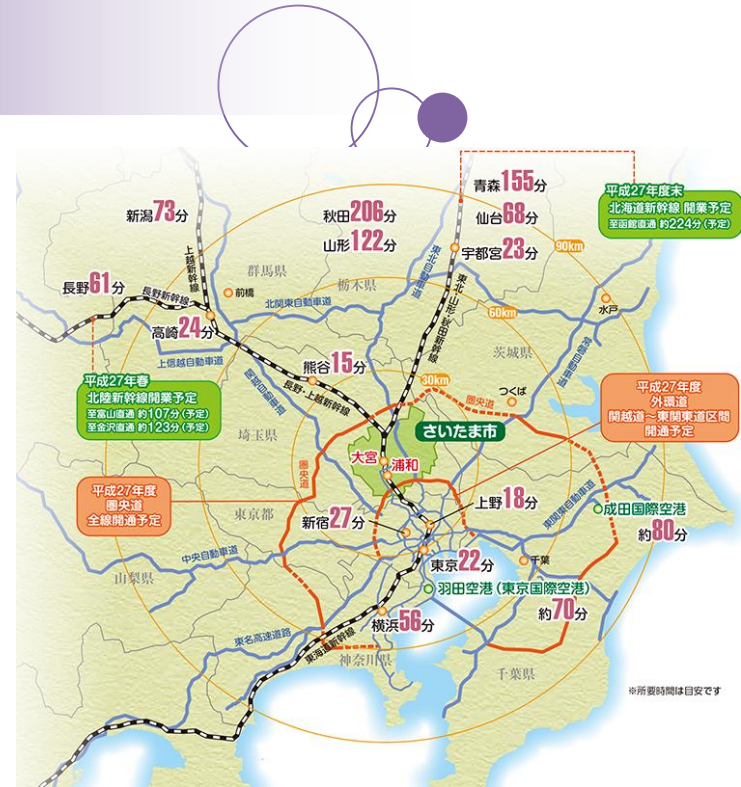 青森155分
仙台68分
宇都宮23分
平成27年度末
北海道新幹線 開業予定
至函館直通 約224分(予定)
秋田206分
山形122分
新潟73分
上越新幹線
群馬県
栃木県
東北自動車道
東北・山形・秋田新幹線
90km
60km
30km
長野61分
長野新幹線
前橋
北関東自動車道
水戸
高崎24分
上信越自動車道
関越自動車道
熊谷15分
長野・上越新幹線
茨城県
常磐自動車道
つくば
圏央道
平成27年春
北陸新幹線開業予定
至富山直通 約107分(予定)
至金沢直通 約123分(予定)
平成27年度
外環道
関越道~東関東道区間
開通予定
さいたま市
大宮
浦和
埼玉県
圏央道
平成27年度
圏央道
全線開通予定
東京都
新宿27分
上野18分
東関東自動車道
成田国際空港
約80分
中央自動車道
山梨県
東京22分
千葉
羽田空港(東京国際空港)
約70分
横浜56分
東名高速道路
東海道新幹線
神奈川県
千葉県
※所要時間は目安です